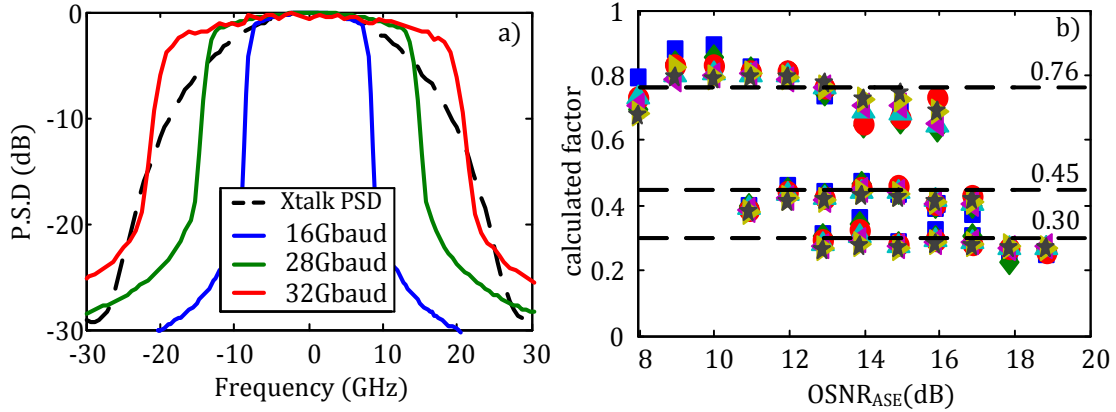 a)
0
-10
-20
-30
P.S.D (dB)
-30 -20 -10 0 10 20 30
Frequency (GHz)
Xtalk PSD
16Gbaud
28Gbaud
32Gbaud
b)
1
0.8
0.6
0.4
0.2
0
calculated factor
0.76
0.45
0.30
8 10 12 14 16 18 20
OSNRASE(dB)